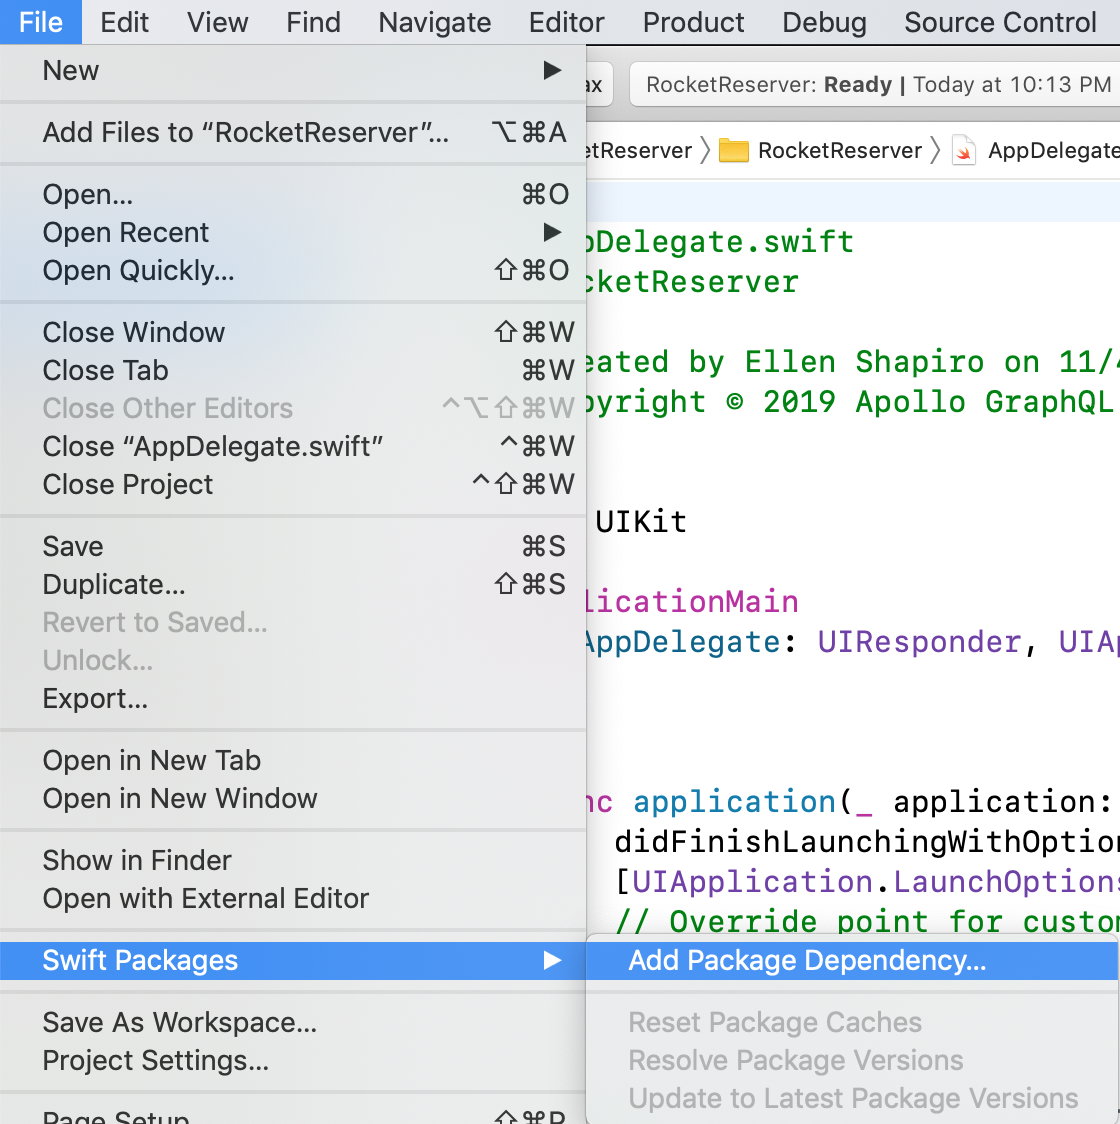 File Edit View Find Navigate Editor Product Debug Source Control
New ▶
Add Files to “RocketReserver”... ⌥⌘A
Open... ⌘O
Open Recent ▶
Open Quickly... ⇧⌘O
Close Window ⇧⌘W
Close Tab ⌘W
Close Other Editors ^⌥⇧⌘W
Close “AppDelegate.swift” ^⌘W
Close Project ^⇧⌘W
Save ⌘S
Duplicate... ⇧⌘S
Revert to Saved...
Unlock...
Export...
Open in New Tab
Open in New Window
Show in Finder
Open with External Editor
Swift Packages ▶
Save As Workspace...
Project Settings...
Page Setup... ⇧⌘P
Add Package Dependency...
Reset Package Caches
Resolve Package Versions
Update to Latest Package Versions
RocketReserver: Ready | Today at 10:13 PM
etReserver 〉 RocketReserver 〉 AppDelegate
pDelegate.swift
cketReserver
eated by Ellen Shapiro on 11/4
pyright © 2019 Apollo GraphQL
UIKit
licationMain
AppDelegate: UIResponder, UIAp
nc application(_ application:
didFinishLaunchingWithOption
[UIApplication.LaunchOptions
// Override point for custom